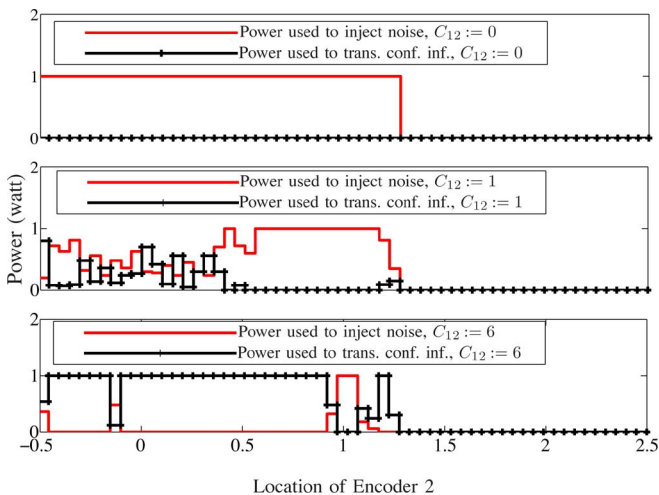 2
Power used to inject noise, C₁₂ := 0
Power used to trans. conf. inf., C₁₂ := 0
1
0
2
Power used to inject noise, C₁₂ := 1
Power used to trans. conf. inf., C₁₂ := 1
1
0
Power (watt)
2
Power used to inject noise, C₁₂ := 6
Power used to trans. conf. inf., C₁₂ := 6
1
0
−0.5 0 0.5 1 1.5 2 2.5
Location of Encoder 2